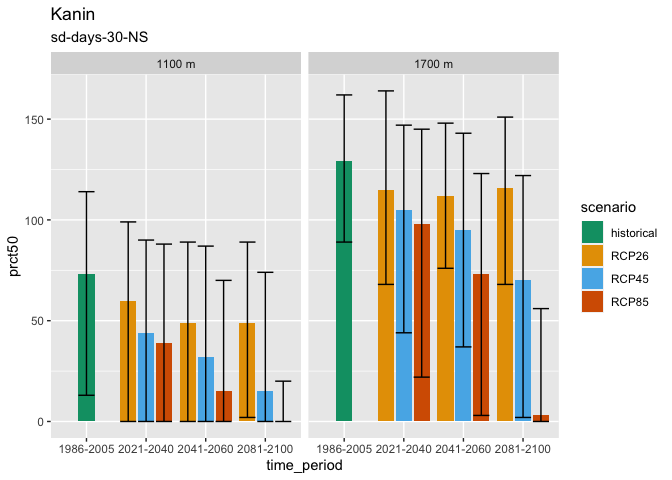 Kanin
sd-days-30-NS
1100 m
1700 m
prct50
150
100
50
0
1986-2005 2021-2040 2041-2060 2081-2100
1986-2005 2021-2040 2041-2060 2081-2100
time_period
scenario
historical
RCP26
RCP45
RCP85